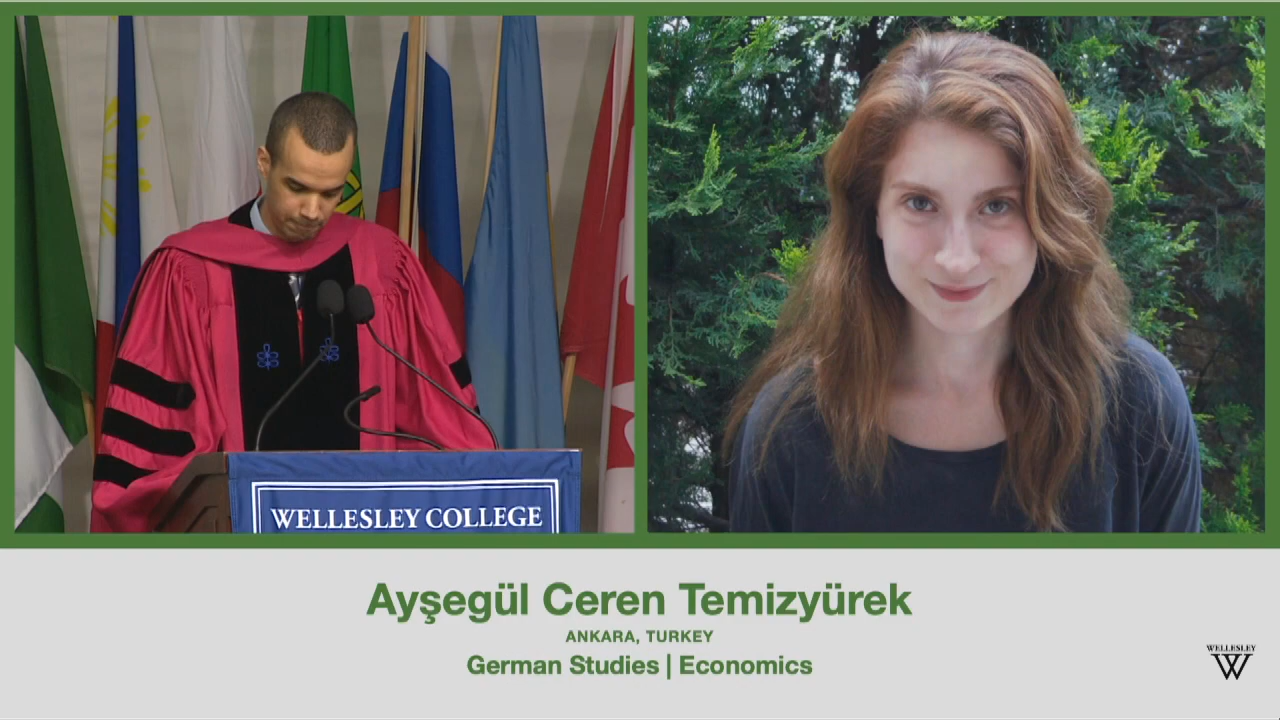 WELLESLEY COLLEGE
Ayşegül Ceren Temizyürek
ANKARA, TURKEY
German Studies | Economics
WELLESLEY
W